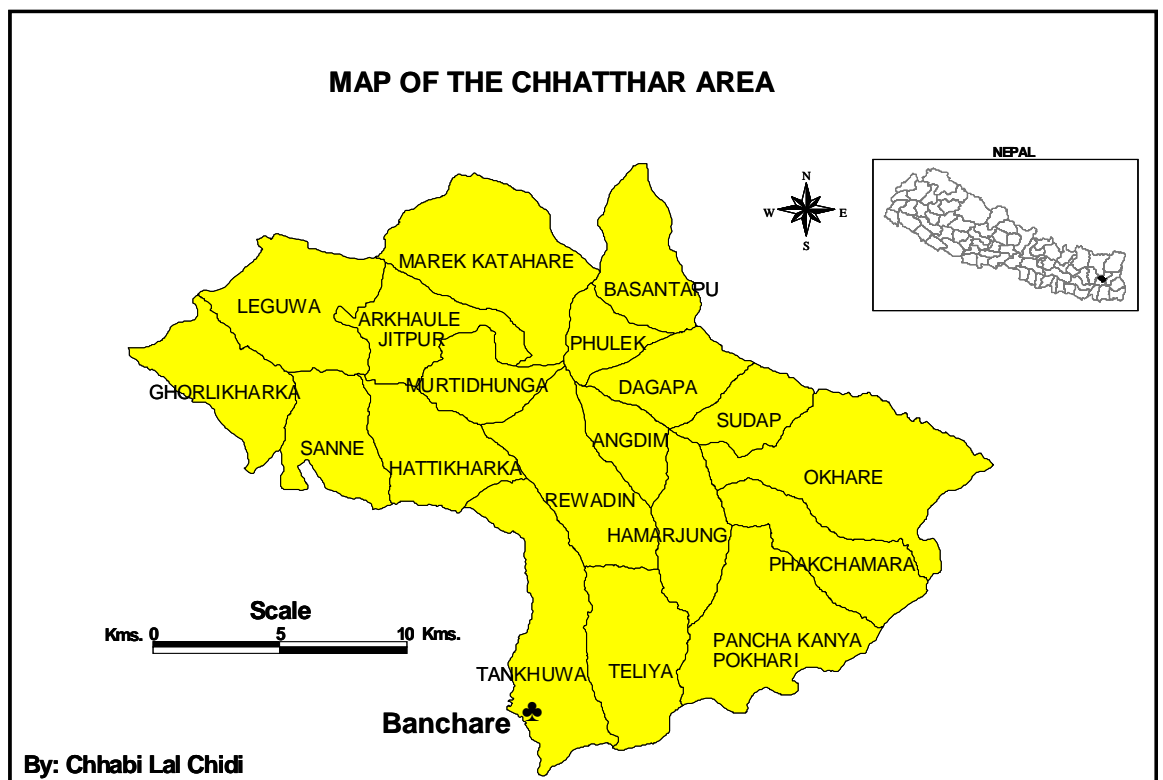 MAP OF THE CHHATTHAR AREA
NEPAL
N
W E
S
MAREK KATAHARE
BASANTAPU
LEGUWA
ARKHAULE
JITPUR
PHULEK
GHORLIKHARKA
MURTIDHUNGA
DAGAPA
SUDAP
SANNE
HATTIKHARKA
ANGDIM
OKHARE
REWADIN
HAMARJUNG
PHAKCHAMARA
Scale
Kms. 0 5 10 Kms.
PANCHA KANYA
POKHARI
TANKHUWA
TELIYA
Banchare
By: Chhabi Lal Chidi